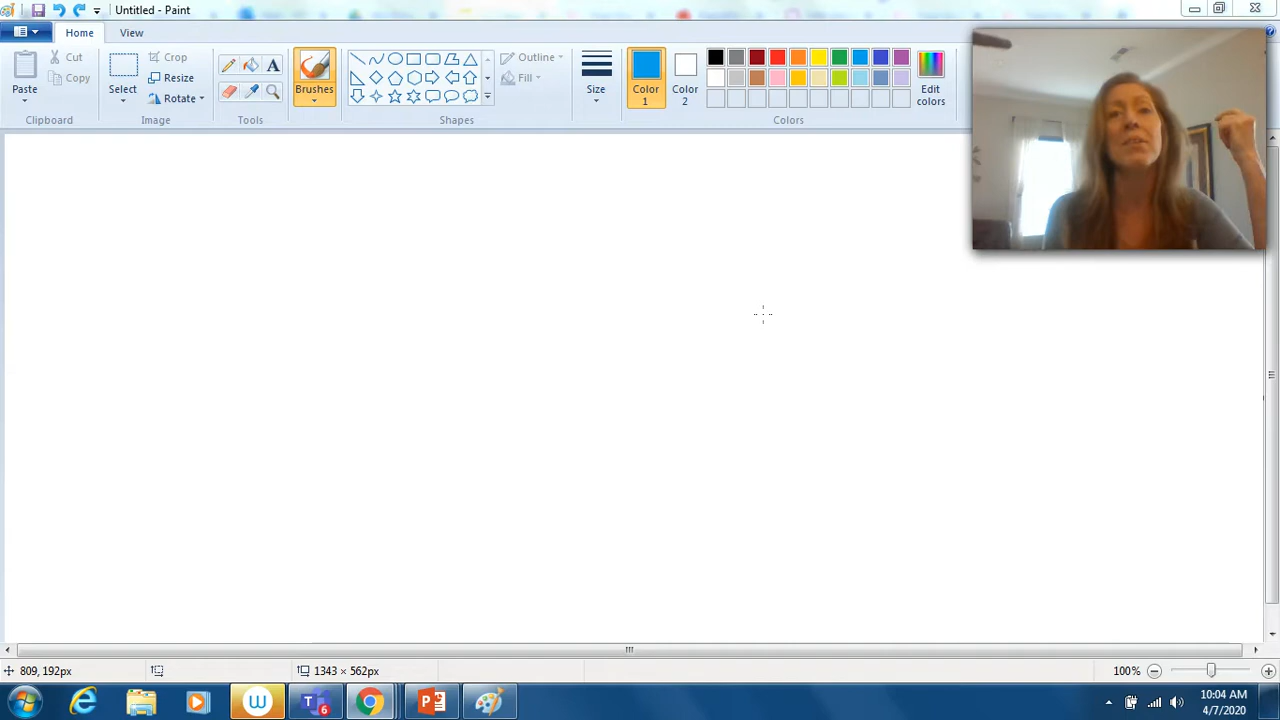 Untitled - Paint
Home View
Paste
Cut
Copy
Clipboard
Select
Crop
Resize
Rotate
Image
A
Tools
Brushes
Outline
Fill
Shapes
Size
Color 1
Color 2
Edit colors
Colors
809, 192px
1343 × 562px
100%
W
6
P
10:04 AM
4/7/2020